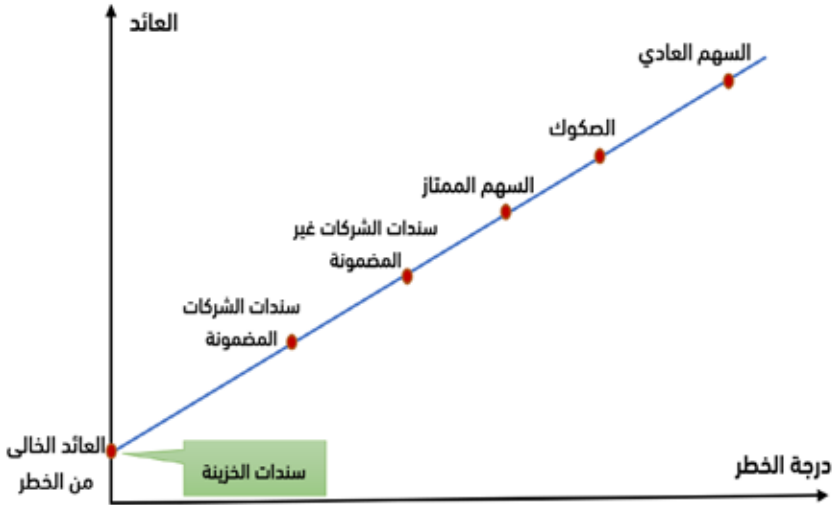 العائد
السهم العادي
الصكوك
السهم الممتاز
سندات الشركات غير
المضمونة
سندات الشركات
المضمونة
العائد الخالى
من الخطر
سندات الخزينة
درجة الخطر